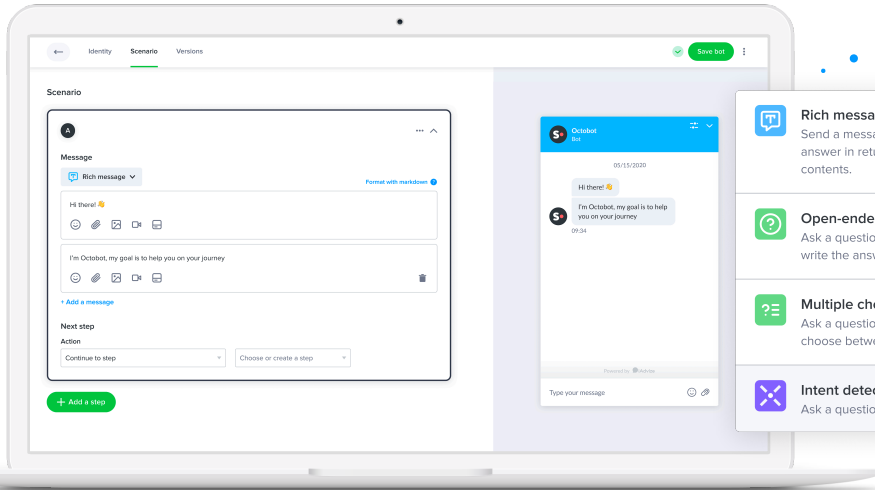 Identity Scenario Versions
Save bot
Scenario
A
Message
Rich message
Format with markdown ?
Hi there! 👋
I'm Octobot, my goal is to help you on your journey
+ Add a message
Next step
Action
Continue to step
Choose or create a step
+ Add a step
S
Octobot
Bot
05/15/2020
Hi there! 👋
I'm Octobot, my goal is to help
you on your journey
S
09:34
Powered by
Type your message
Rich messa
Send a messa
answer in retu
contents.
Open-ende
Ask a questio
write the answ
Multiple cho
Ask a questio
choose betwe
Intent detec
Ask a questio